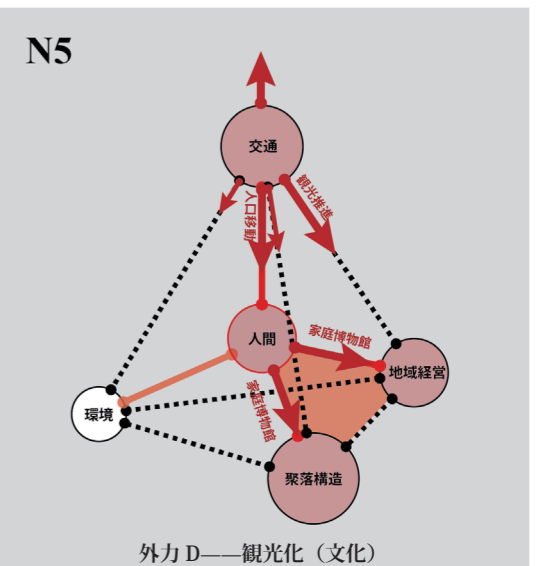 N5
交通
人口移動
観光推進
人間
家庭博物館
地域経営
環境
家庭博物館
聚落構造
外力 D——観光化（文化）